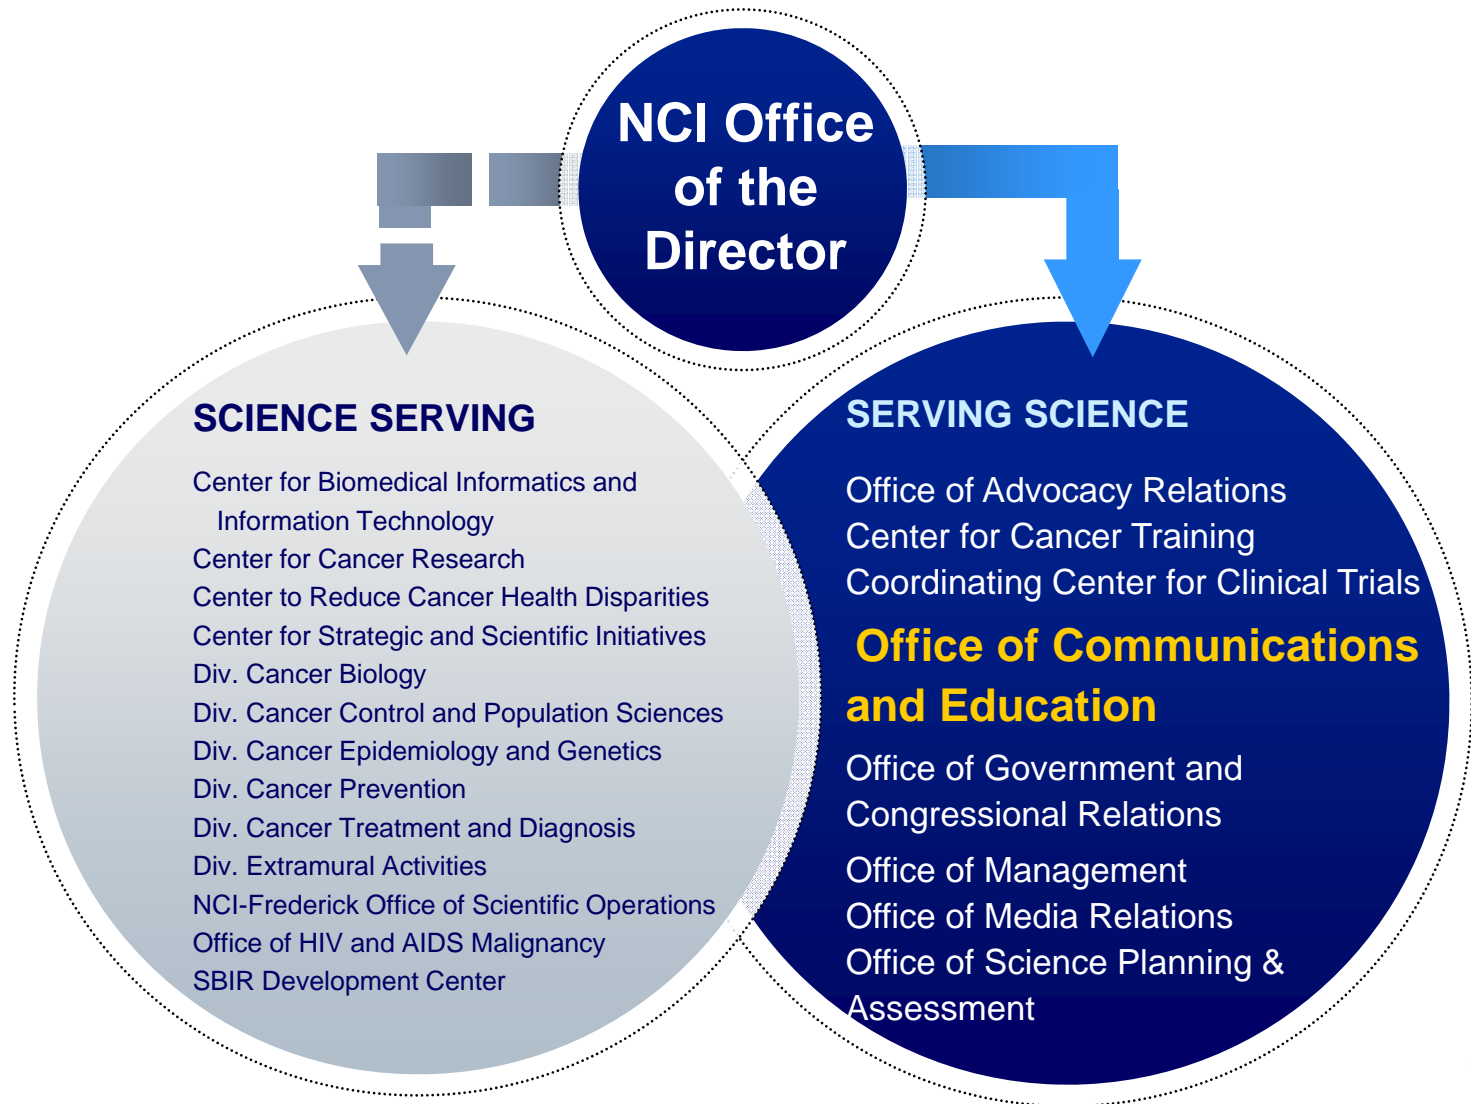 NCI Office
of the
Director
SCIENCE SERVING
Center for Biomedical Informatics and
Information Technology
Center for Cancer Research
Center to Reduce Cancer Health Disparities
Center for Strategic and Scientific Initiatives
Div. Cancer Biology
Div. Cancer Control and Population Sciences
Div. Cancer Epidemiology and Genetics
Div. Cancer Prevention
Div. Cancer Treatment and Diagnosis
Div. Extramural Activities
NCI-Frederick Office of Scientific Operations
Office of HIV and AIDS Malignancy
SBIR Development Center
SERVING SCIENCE
Office of Advocacy Relations
Center for Cancer Training
Coordinating Center for Clinical Trials
Office of Communications
and Education
Office of Government and
Congressional Relations
Office of Management
Office of Media Relations
Office of Science Planning &
Assessment